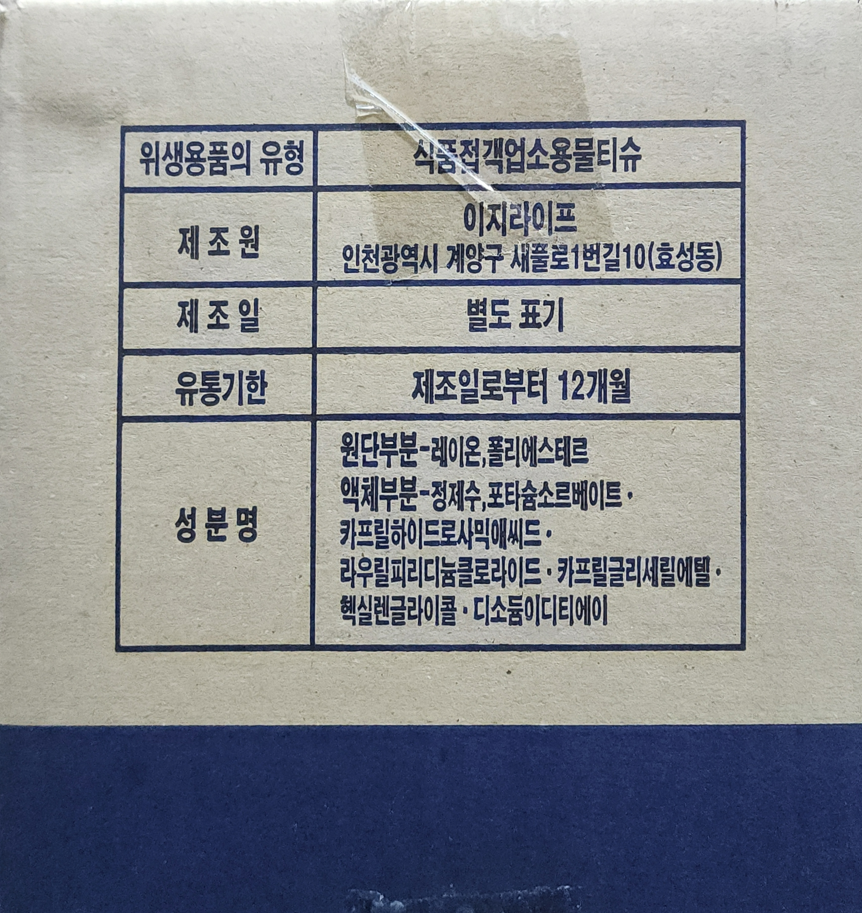 위생용품의 유형 식품접객업소용물티슈
제조원 이지라이프
인천광역시 계양구 새풀로1번길10(효성동)
제조일 별도 표기
유통기한 제조일로부터 12개월
성분명 원단부분-레이온,폴리에스테르
액체부분-정제수,포타슘소르베이트·
카프릴하이드로사믹애씨드·
라우릴피리디늄클로라이드·카프릴글리세릴에텔·
헥실렌글라이콜·디소듐이디티에이